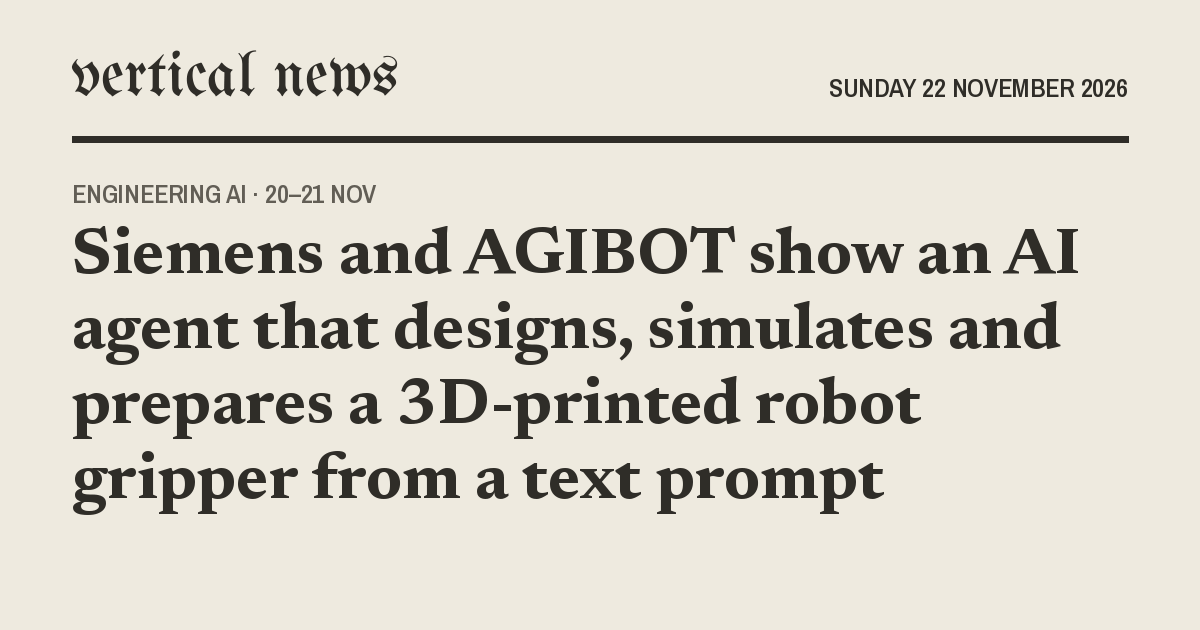 vertical news
SUNDAY 22 NOVEMBER 2026
ENGINEERING AI · 20–21 NOV
Siemens and AGIBOT show an AI
agent that designs, simulates and
prepares a 3D-printed robot
gripper from a text prompt